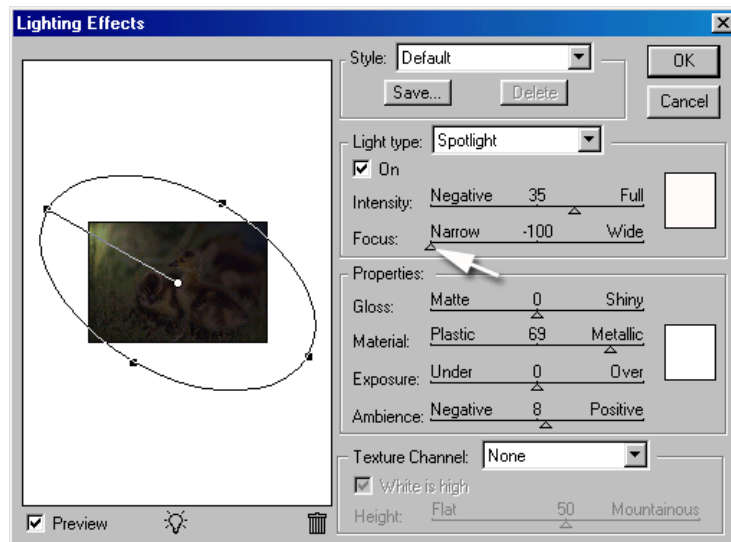 Lighting Effects
Style: Default
OK
Save... Delete
Cancel
Light type: Spotlight
On
Intensity: Negative 35 Full
Focus: Narrow -100 Wide
Properties:
Gloss: Matte 0 Shiny
Material: Plastic 69 Metallic
Exposure: Under 0 Over
Ambience: Negative 8 Positive
Texture Channel: None
White is high
Height: Flat 50 Mountainous
Preview